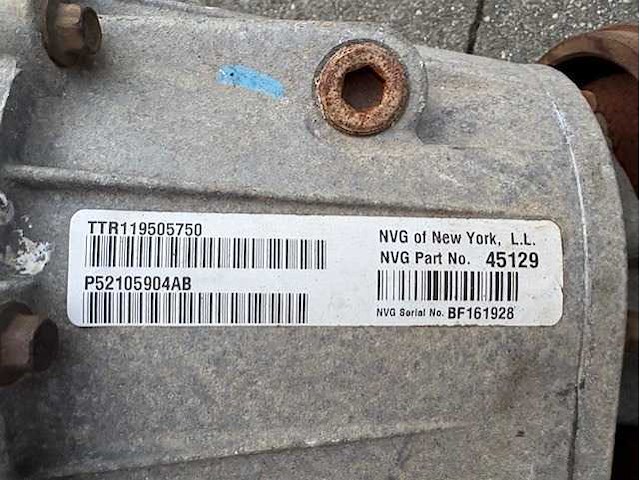 TTR119505750
P52105904AB
NVG of New York, L.L.
NVG Part No. 45129
NVG Serial No. BF161928